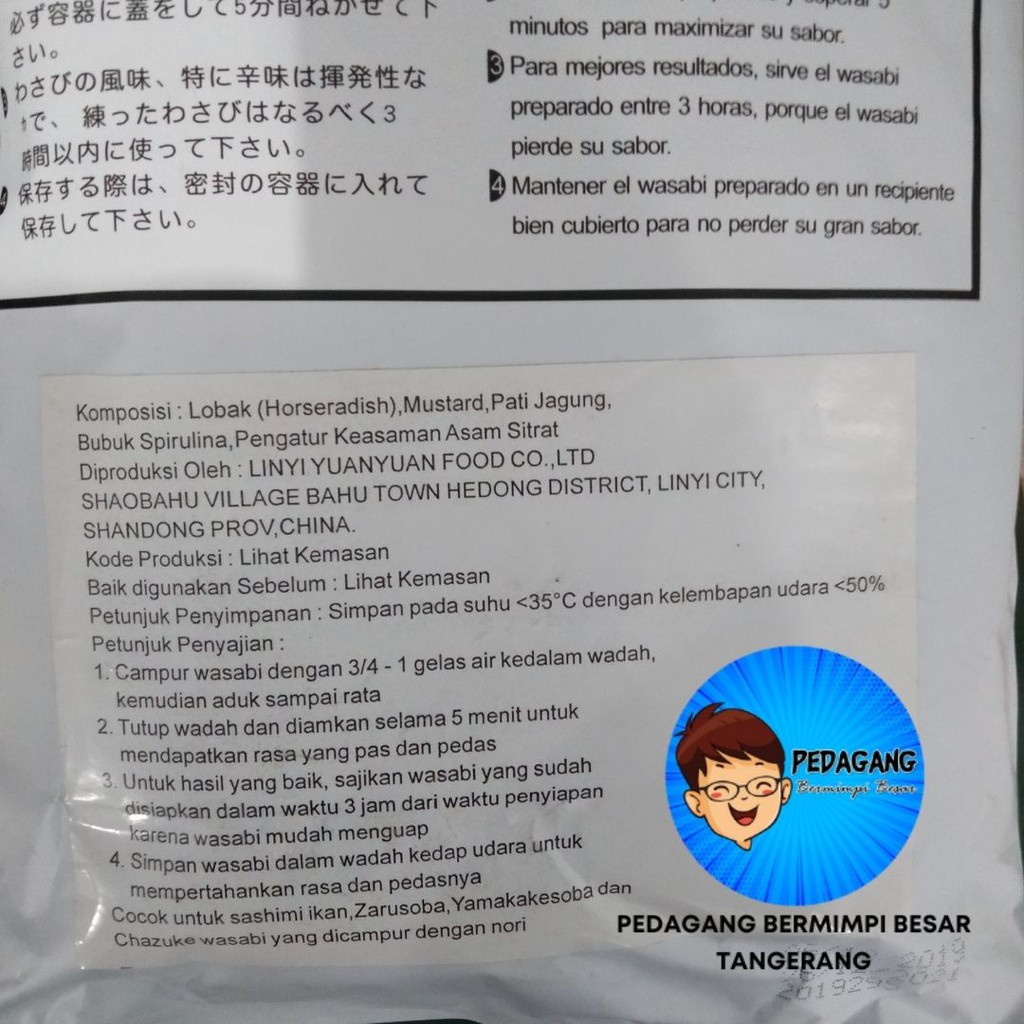 必ず容器に蓋をして5分間ねかせて下
さい。
わさびの風味、特に辛味は揮発性な
で、 練ったわさびはなるべく3
時間以内に使って下さい。
保存する際は、密封の容器に入れて
保存して下さい。
minutos para maximizar su sabor.
3 Para mejores resultados, sirve el wasabi
preparado entre 3 horas, porque el wasabi
pierde su sabor.
4 Mantener el wasabi preparado en un recipiente
bien cubierto para no perder su gran sabor.
Komposisi : Lobak (Horseradish),Mustard,Pati Jagung,
Bubuk Spirulina,Pengatur Keasaman Asam Sitrat
Diproduksi Oleh : LINYI YUANYUAN FOOD CO.,LTD
SHAOBAHU VILLAGE BAHU TOWN HEDONG DISTRICT, LINYI CITY,
SHANDONG PROV,CHINA.
Kode Produksi : Lihat Kemasan
Baik digunakan Sebelum : Lihat Kemasan
Petunjuk Penyimpanan : Simpan pada suhu <35°C dengan kelembapan udara <50%
Petunjuk Penyajian :
1. Campur wasabi dengan 3/4 - 1 gelas air kedalam wadah,
kemudian aduk sampai rata
2. Tutup wadah dan diamkan selama 5 menit untuk
mendapatkan rasa yang pas dan pedas
3. Untuk hasil yang baik, sajikan wasabi yang sudah
disiapkan dalam waktu 3 jam dari waktu penyiapan
karena wasabi mudah menguap
4. Simpan wasabi dalam wadah kedap udara untuk
mempertahankan rasa dan pedasnya
Cocok untuk sashimi ikan,Zarusoba,Yamakakesoba dan
Chazuke wasabi yang dicampur dengan nori
PEDAGANG
Bermimpi Besar
PEDAGANG BERMIMPI BESAR
TANGERANG